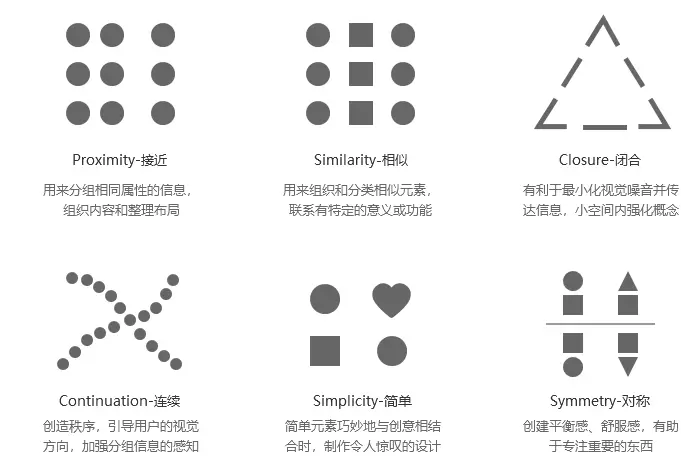 Proximity-接近
用来分组相同属性的信息，
组织内容和整理布局
Similarity-相似
用来组织和分类相似元素，
联系有特定的意义或功能
Closure-闭合
有利于最小化视觉噪音并传
达信息，小空间内强化概念
Continuation-连续
创造秩序，引导用户的视觉
方向，加强分组信息的感知
Simplicity-简单
简单元素巧妙地与创意相结
合时，制作令人惊叹的设计
Symmetry-对称
创建平衡感、舒服感，有助
于专注重要的东西